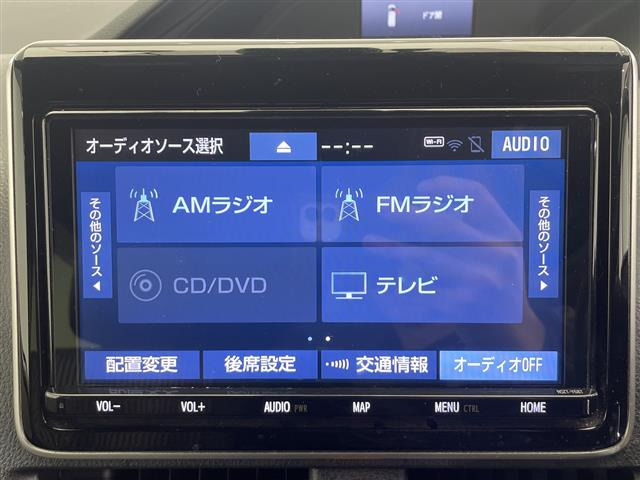 ドア開
オーディオソース選択 --:-- Wi-Fi AUDIO
その他のソース
AMラジオ FMラジオ
その他のソース
CD/DVD テレビ
配置変更 後席設定 交通情報 オーディオOFF
VOL- VOL+ AUDIO PWR MAP MENU CTRL HOME